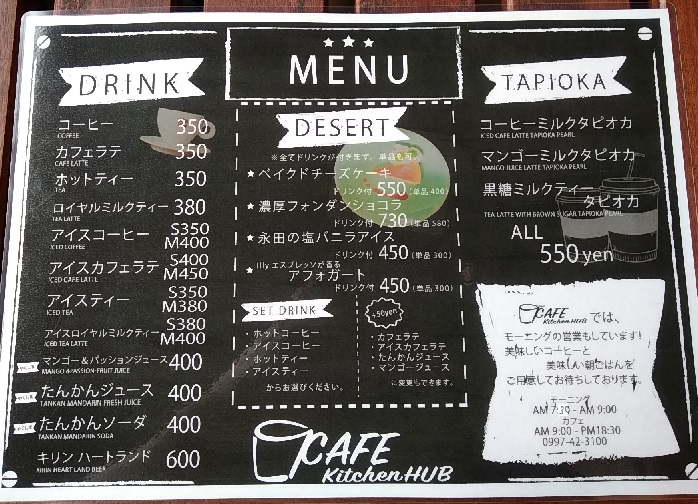 MENU
DRINK
コーヒー 350
COFFEE
カフェラテ 350
CAFE LATTE
ホットティー 350
TEA
ロイヤルミルクティー 380
TEA LATTE
アイスコーヒー S350 M400
ICED COFFEE
アイスカフェラテ S400 M450
ICED CAFE LATTE
アイスティー S350 M380
ICED TEA
アイスロイヤルミルクティー S380 M400
ICED TEA LATTE
マンゴー&パッションジュース 400
MANGO & PASSION-FRUIT JUICE
たんかんジュース 400
TANKAN MANDARIN FRESH JUICE
たんかんソーダ 400
TANKAN MANDARIN SODA
キリン ハートランド 600
KIRIN HEART LAND BEER
DESERT
※全てドリンクが付きます。単品も可
★ベイクドチーズケーキ
ドリンク付 550 (単品 400)
★濃厚フォンダンショコラ
ドリンク付 730 (単品 580)
★永田の塩バニラアイス
ドリンク付 450 (単品 300)
★illy エスプレッソが香る
アフォガート
ドリンク付 450 (単品 300)
SET DRINK
・ホットコーヒー
・アイスコーヒー
・ホットティー
・アイスティー
からお選びください。
+50yen
・カフェラテ
・アイスカフェラテ
・たんかんジュース
・マンゴージュース
に変更もできます。
CAFE
KitchenHUB
TAPIOKA
コーヒーミルクタピオカ
ICED CAFE LATTE TAPIOKA PEARL
マンゴーミルクタピオカ
MANGO JUICE LATTE TAPIOKA PEARL
黒糖ミルクティー
タピオカ
TEA LATTE WITH BROWN SUGAR TAPIOKA PEARL
ALL
550 yen
CAFE
Kitchen HUB では、
モーニングの営業もしています!
美味しいコーヒーと
美味しい朝ごはんを
ご用意してお待ちしております。
モーニング
AM 7:30 - AM 9:00
カフェ
AM 9:00 - PM18:30
0997-42-3100